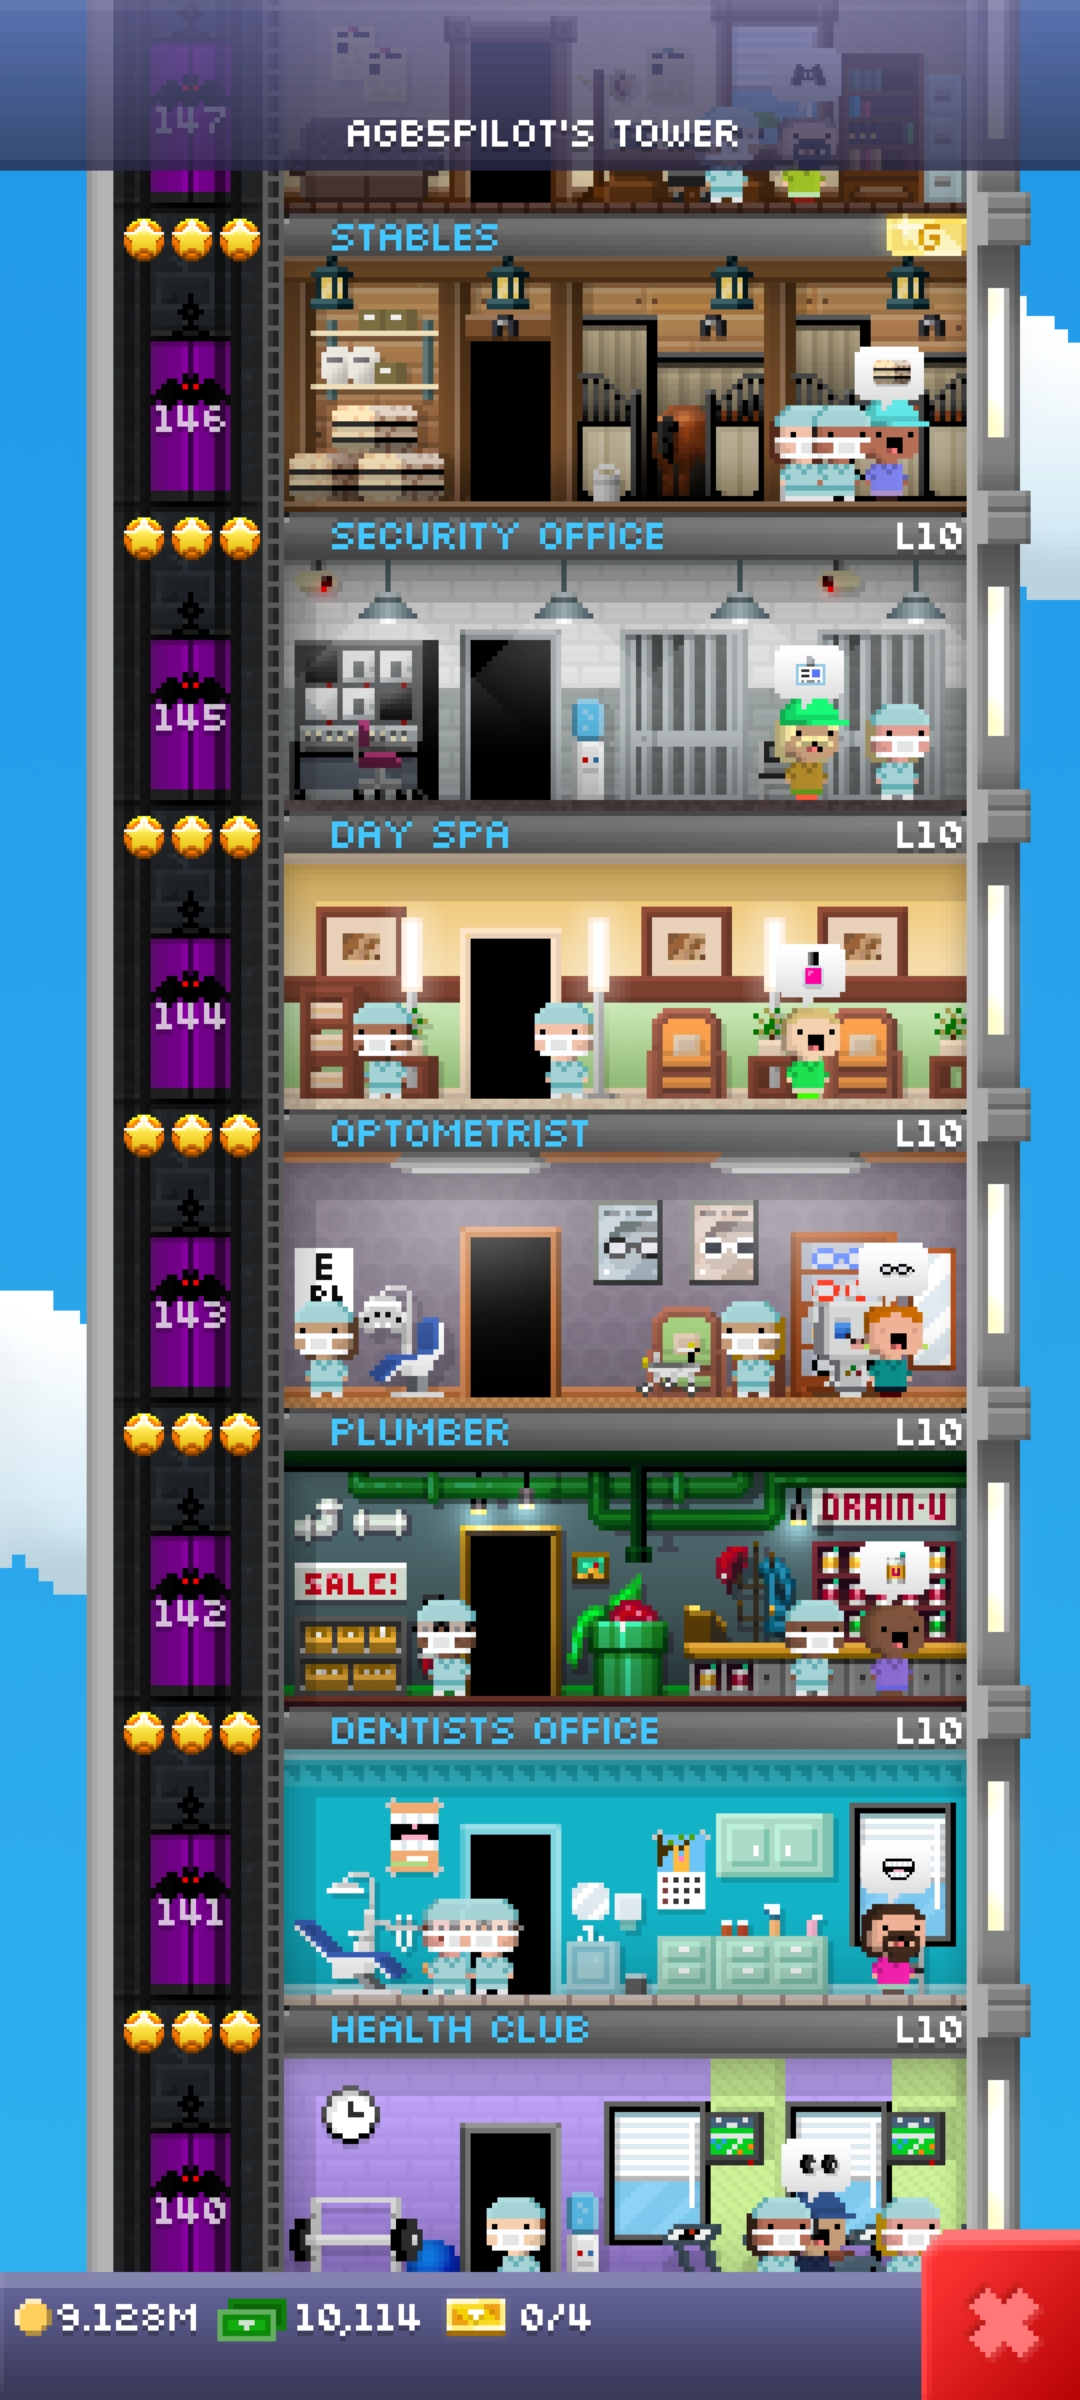 147
AGB5PILOT'S TOWER
STABLES
G
146
SECURITY OFFICE L10
145
DAY SPA L10
144
OPTOMETRIST L10
E
143
PLUMBER L10
DRAIN-U
SALE!
142
DENTISTS OFFICE L10
141
HEALTH CLUB L10
140
9.128M 10,114 0/4